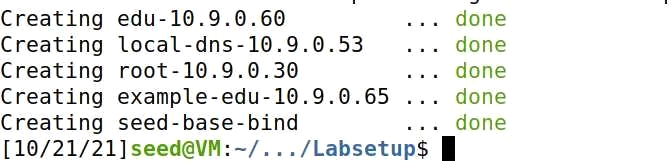 Creating edu-10.9.0.60 ... done
Creating local-dns-10.9.0.53 ... done
Creating root-10.9.0.30 ... done
Creating example-edu-10.9.0.65 ... done
Creating seed-base-bind ... done
[10/21/21]seed@VM:~/.../Labsetup$